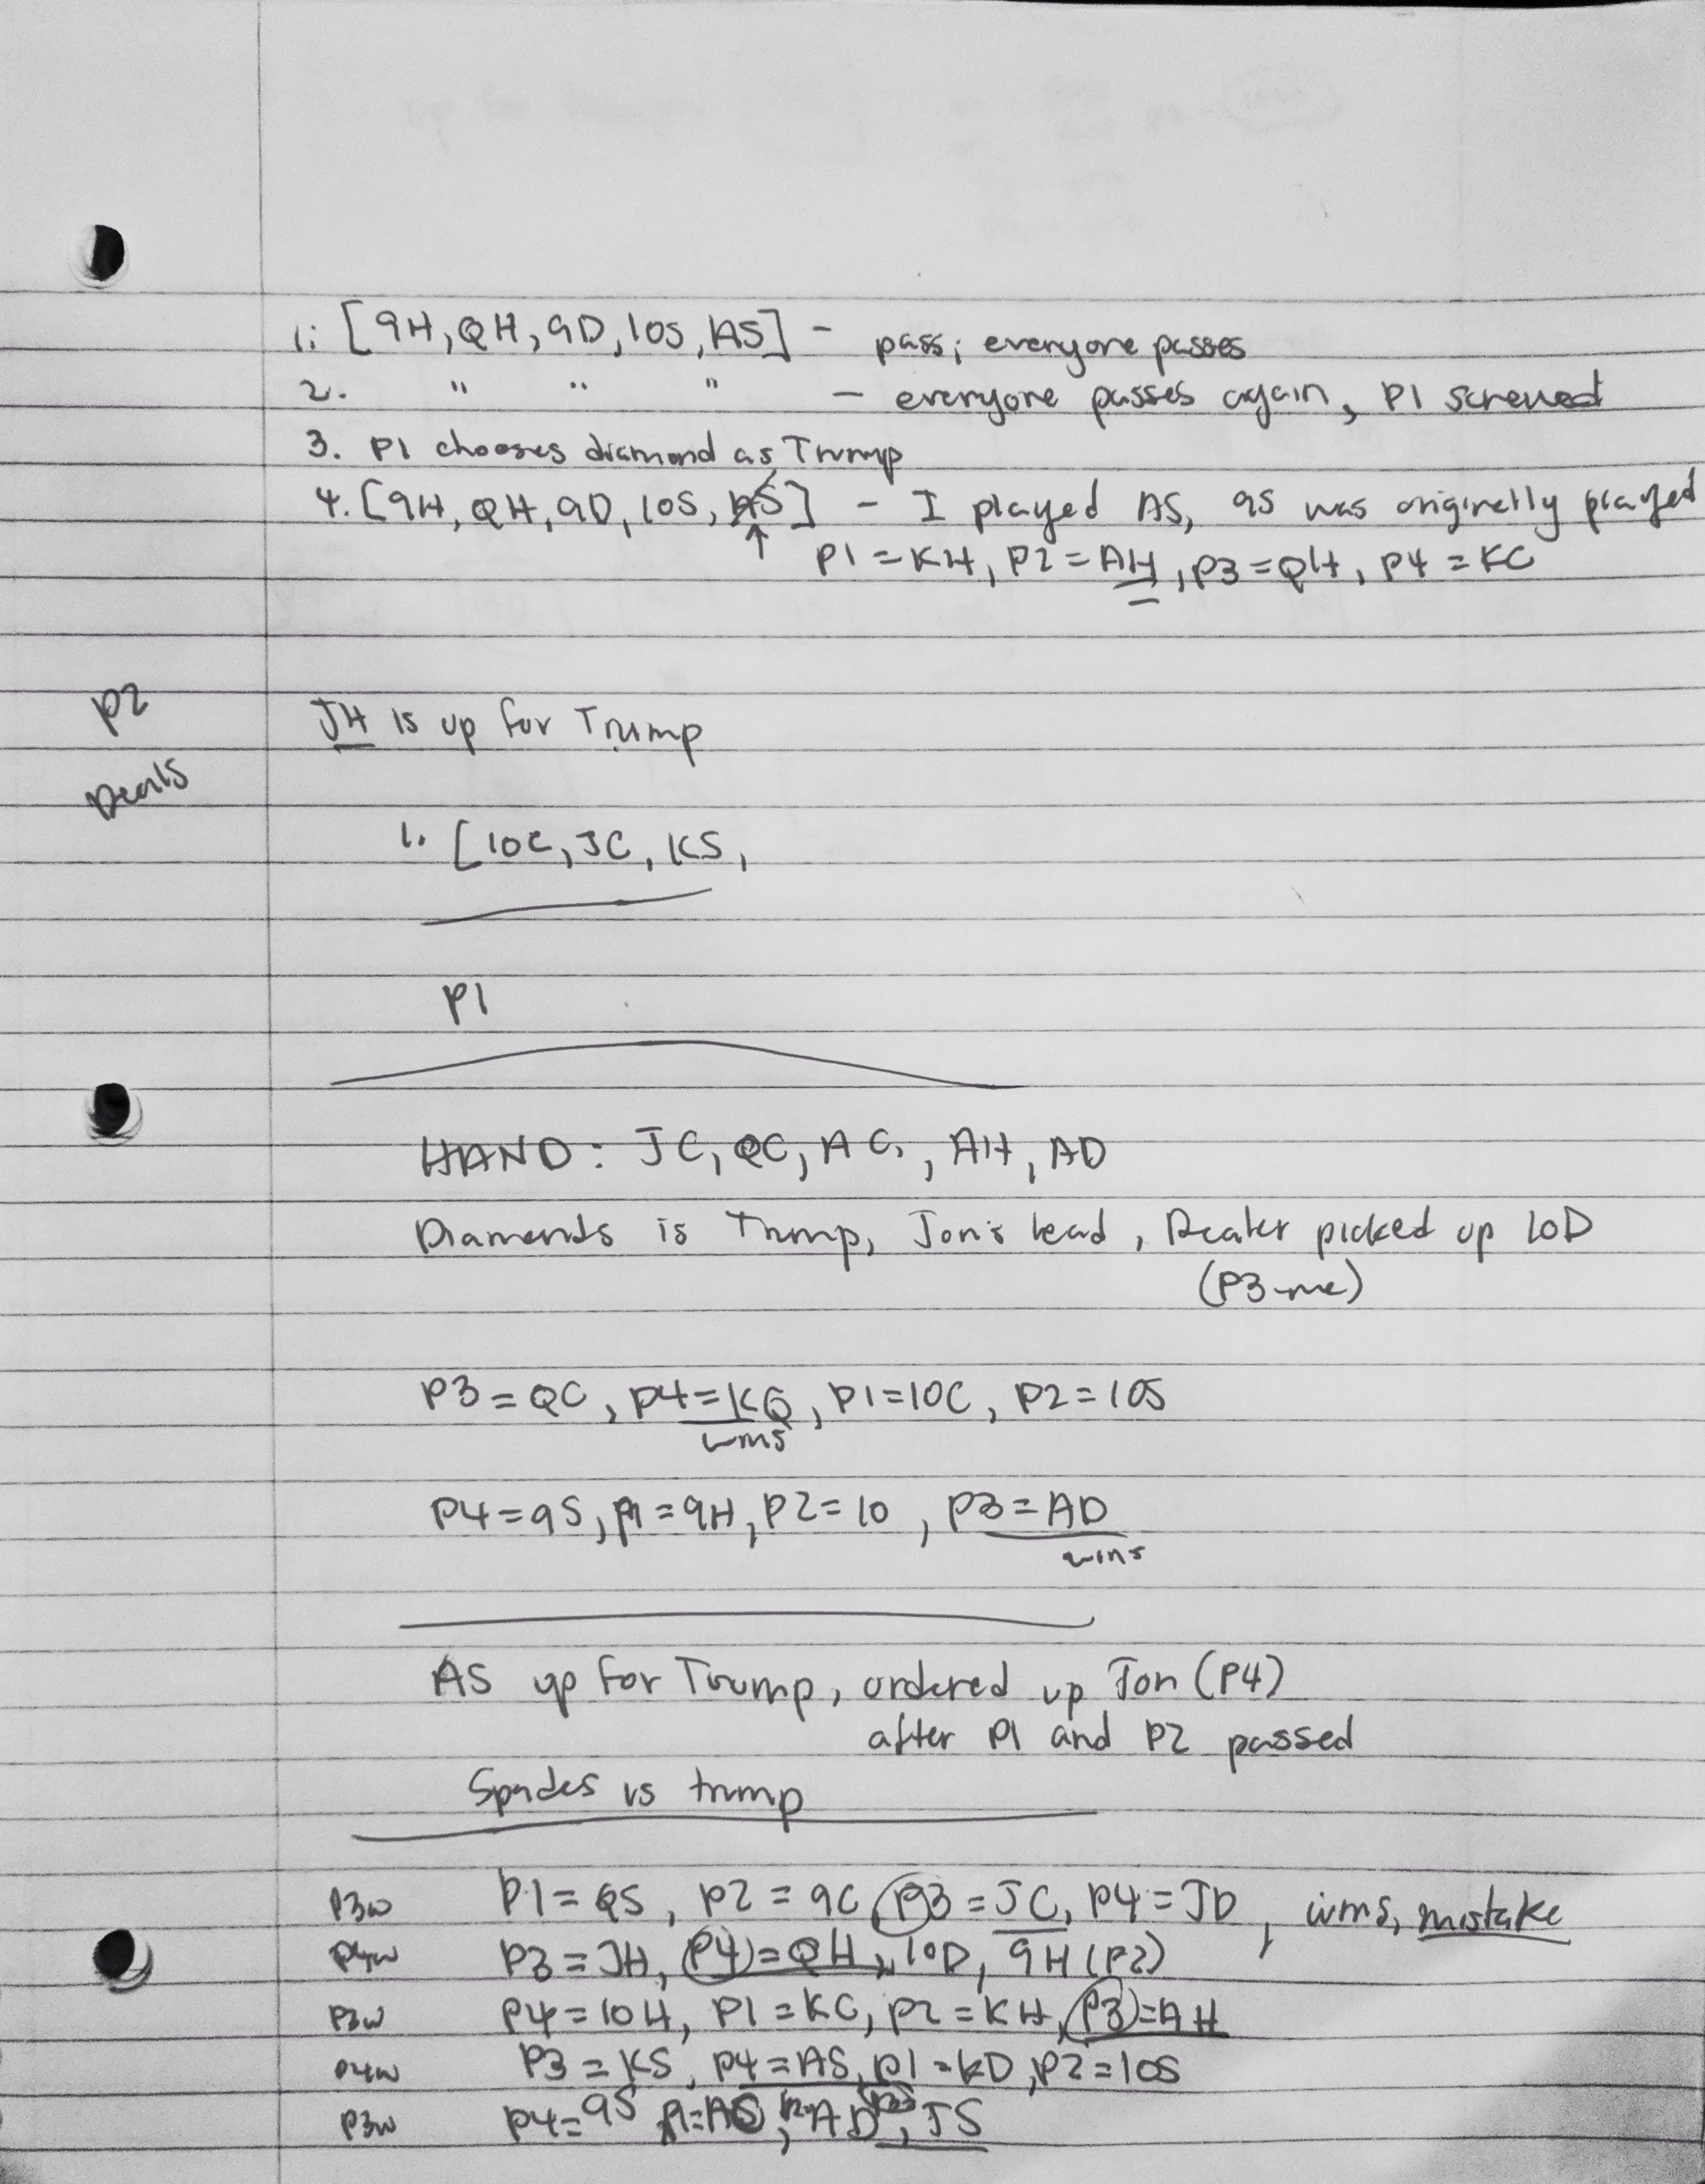 1: [9H, QH, 9D, 10S, AS] - pass; everyone passes
2. " " " - everyone passes again, P1 screwed
3. P1 chooses diamond as Trump
4. [9H, QH, 9D, 10S, AS] - I played AS, 9S was originally played
↑ P1 = KH, P2 = AH, P3 = QH, P4 = KC
P2
Deals
JH is up for Trump
1. [10C, JC, KS,
P1
HAND: JC, QC, AC, , AH, AD
Diamonds is Trump, Jon's lead, Dealer picked up 10D
(P3-me)
P3 = QC, P4 = KC, P1 = 10C, P2 = 10S
wins
P4 = 9S, P1 = 9H, P2 = 10 , P3 = AD
wins
AS up for Trump, ordered up Jon (P4)
after P1 and P2 passed
Spades is trump
P3w P1 = QS, P2 = 9C, P3 = JC, P4 = JD, wins, mistake
P4w P3 = JH, P4 = QH, 10D, 9H (P2)
P3w P4 = 10H, P1 = KC, P2 = KH, P3 = AH
P4w P3 = KS, P4 = AS, P1 = KD, P2 = 10S
P3w P4 = 9S P1 = AC, P2 = AD, JS